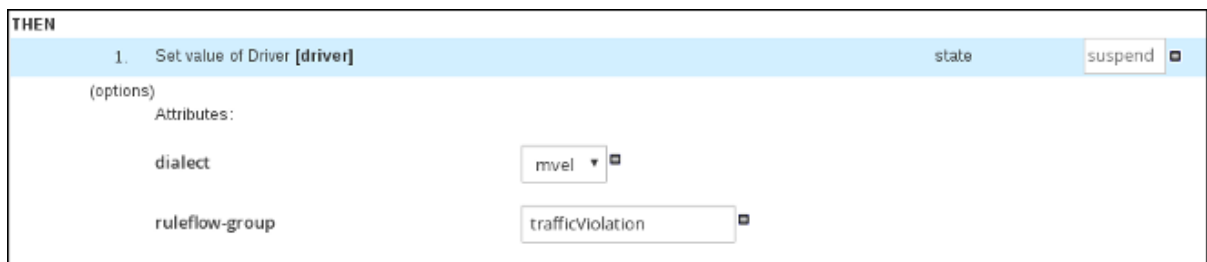 THEN
1. Set value of Driver [driver] state suspend
(options)
Attributes:
dialect mvel
ruleflow-group trafficViolation